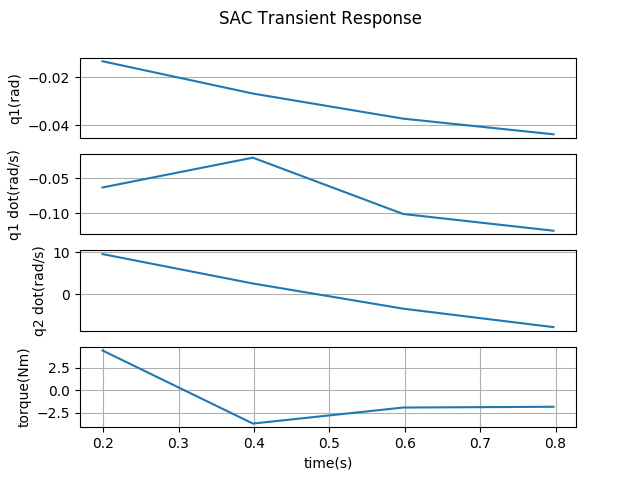 SAC Transient Response
q1(rad)
−0.02
−0.04
q1 dot(rad/s)
−0.05
−0.10
q2 dot(rad/s)
10
0
torque(Nm)
2.5
0.0
−2.5
0.2 0.3 0.4 0.5 0.6 0.7 0.8
time(s)